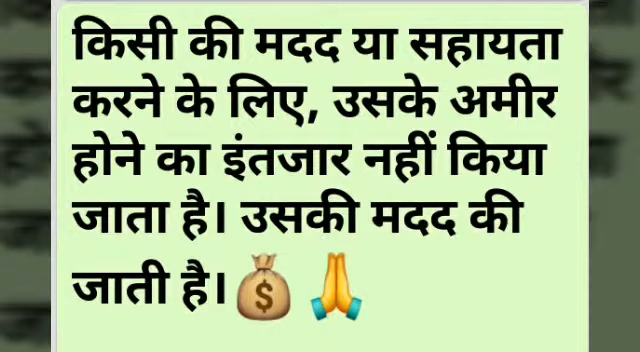 किसी की मदद या सहायता
करने के लिए, उसके अमीर
होने का इंतजार नहीं किया
जाता है। उसकी मदद की
जाती है।💰 🙏